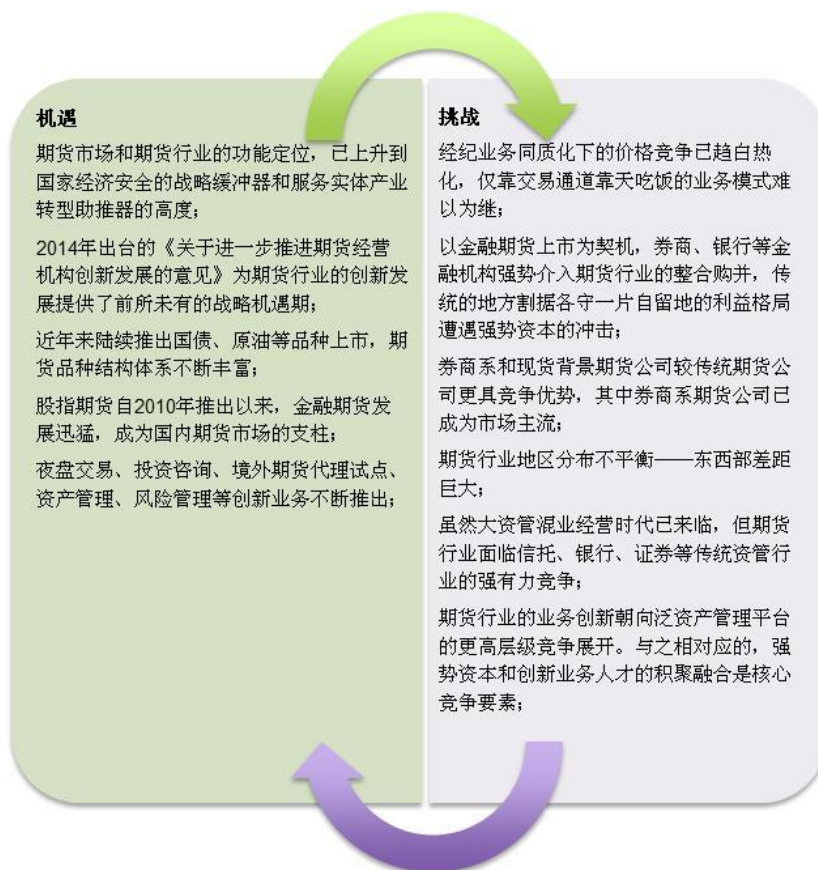 机遇
期货市场和期货行业的功能定位，已上升到
国家经济安全的战略缓冲器和服务实体产业
转型助推器的高度；
2014年出台的《关于进一步推进期货经营
机构创新发展的意见》为期货行业的创新发
展提供了前所未有的战略机遇期；
近年来陆续推出国债、原油等品种上市，期
货品种结构体系不断丰富；
股指期货自2010年推出以来，金融期货发
展迅猛，成为国内期货市场的支柱；
夜盘交易、投资咨询、境外期货代理试点、
资产管理、风险管理等创新业务不断推出；
挑战
经纪业务同质化下的价格竞争已趋白热
化，仅靠交易通道靠天吃饭的业务模式难
以为继；
以金融期货上市为契机，券商、银行等金
融机构强势介入期货行业的整合购并，传
统的地方割据各守一片自留地的利益格局
遭遇强势资本的冲击；
券商系和现货背景期货公司较传统期货公
司更具竞争优势，其中券商系期货公司已
成为市场主流；
期货行业地区分布不平衡——东西部差距
巨大；
虽然大资管混业经营时代已来临，但期货
行业面临信托、银行、证券等传统资管行
业的强有力竞争；
期货行业的业务创新朝向泛资产管理平台
的更高层级竞争展开。与之相对应的，强
势资本和创新业务人才的积聚融合是核心
竞争要素；